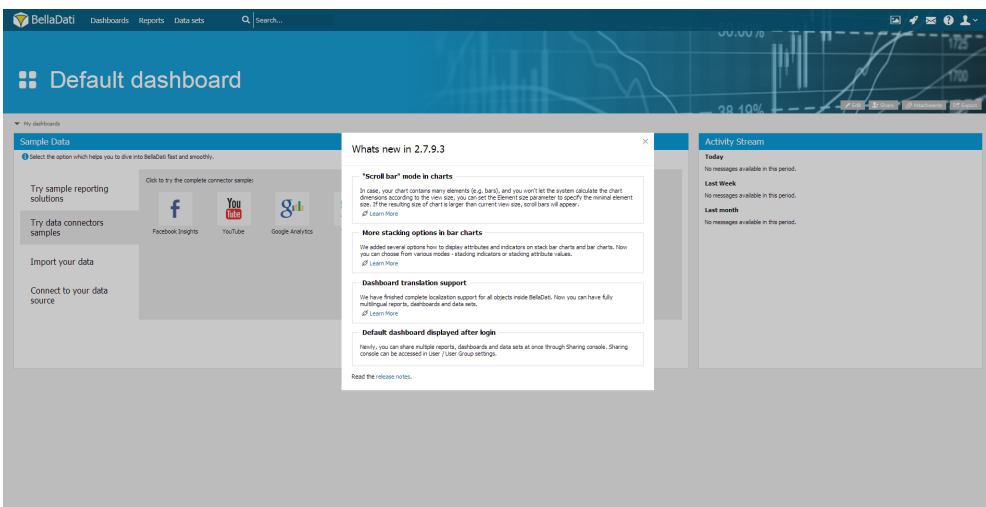 BellaDati Dashboards Reports Data sets Search...
Default dashboard
00.00%
1725
1700
38.19%
Edit Share Attachments Export
My dashboards
Sample Data
Select the option which helps you to dive into BellaDati fast and smoothly.
Try sample reporting
solutions
Try data connectors
samples
Import your data
Connect to your data
source
Click to try the complete connector sample:
You
Tube
Facebook Insights YouTube Google Analytics
Whats new in 2.7.9.3
"Scroll bar" mode in charts
In case, your chart contains many elements (e.g. bars), and you won't let the system calculate the chart
dimensions according to the view size, you can set the Element size parameter to specify the minimal element
size. If the resulting size of chart is larger than current view size, scroll bars will appear.
Learn More
More stacking options in bar charts
We added several options how to display attributes and indicators on stack bar charts and bar charts. Now
you can choose from various modes - stacking indicators or stacking attribute values.
Learn More
Dashboard translation support
We have finished complete localization support for all objects inside BellaDati. Now you can have fully
multilingual reports, dashboards and data sets.
Learn More
Default dashboard displayed after login
Newly, you can share multiple reports, dashboards and data sets at once through Sharing console. Sharing
console can be accessed in User / User Group settings.
Read the release notes.
Activity Stream
Today
No messages available in this period.
Last Week
No messages available in this period.
Last month
No messages available in this period.